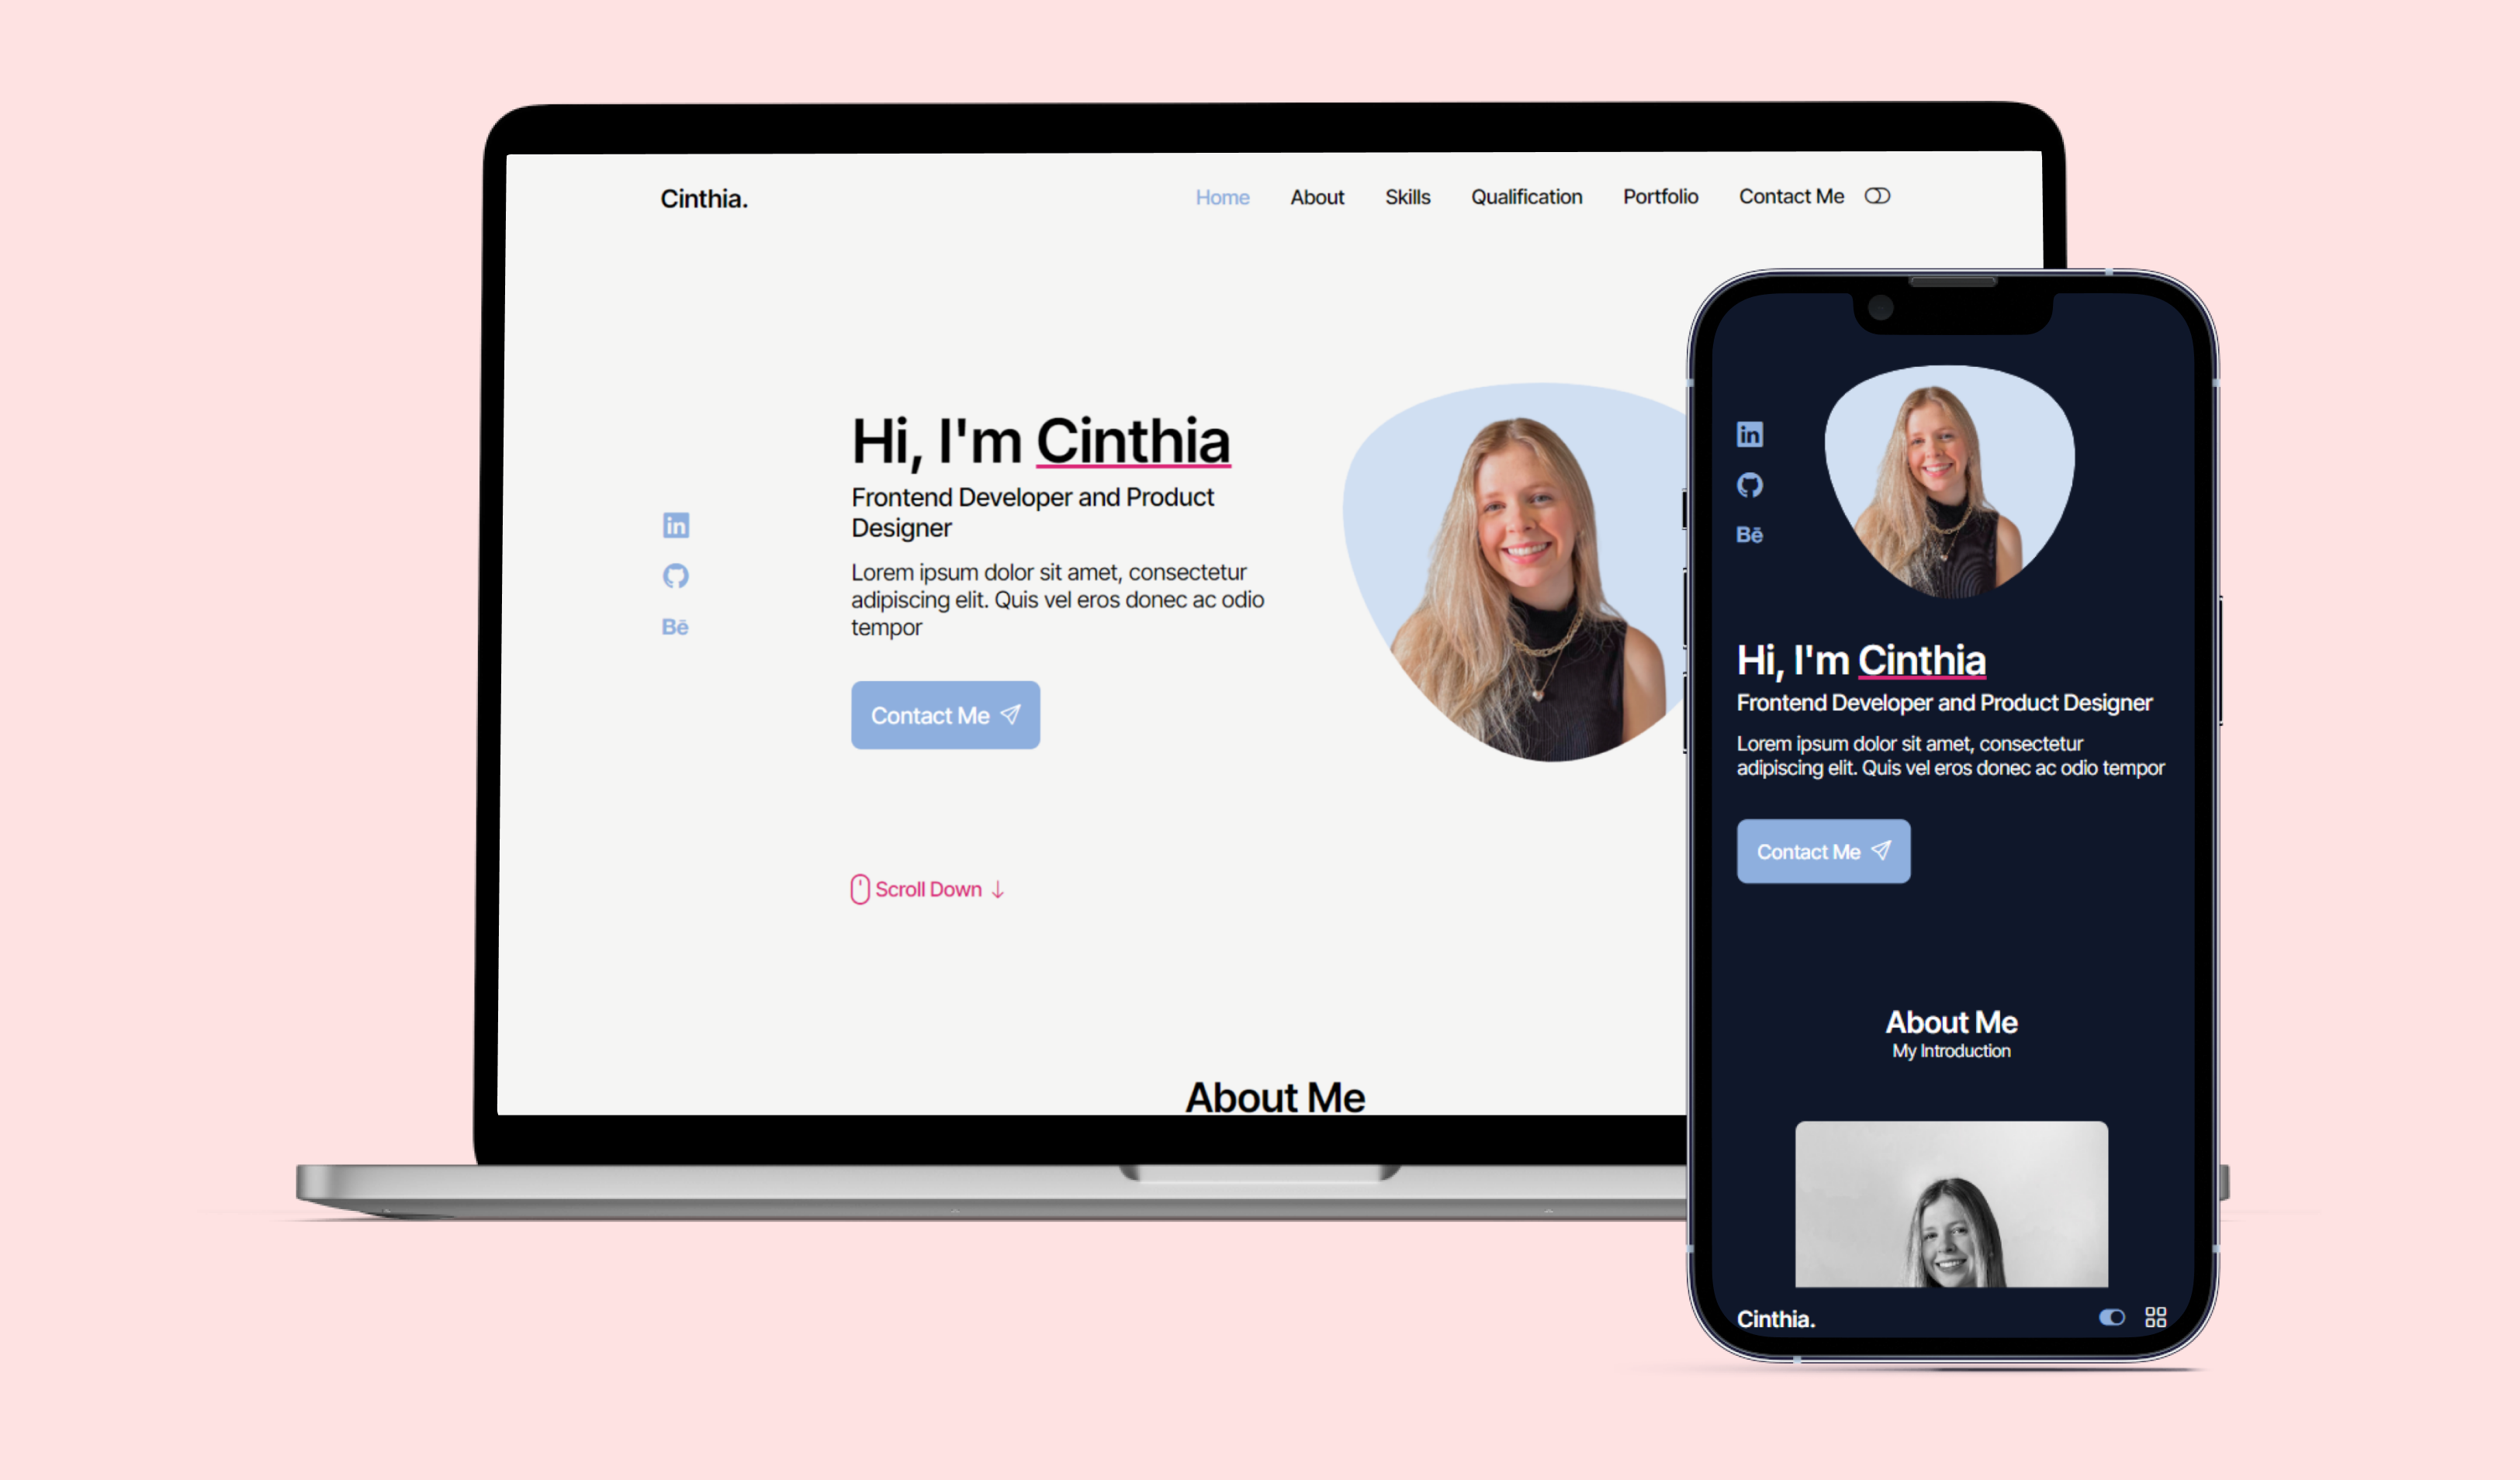 Cinthia.
Home About Skills Qualification Portfolio Contact Me
Hi, I'm Cinthia
Frontend Developer and Product
Designer
in
Lorem ipsum dolor sit amet, consectetur
adipiscing elit. Quis vel eros donec ac odio
tempor
Bē
Contact Me
Scroll Down
About Me
in
Bē
Hi, I'm Cinthia
Frontend Developer and Product Designer
Lorem ipsum dolor sit amet, consectetur
adipiscing elit. Quis vel eros donec ac odio tempor
Contact Me
About Me
My Introduction
Cinthia.